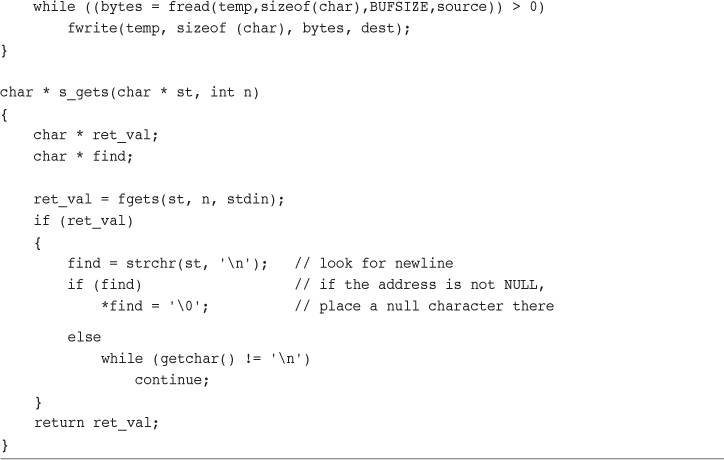 while ((bytes = fread(temp,sizeof(char),BUFSIZE,source)) > 0)
        fwrite(temp, sizeof (char), bytes, dest);
}

char * s_gets(char * st, int n)
{
    char * ret_val;
    char * find;

    ret_val = fgets(st, n, stdin);
    if (ret_val)
    {
        find = strchr(st, '\n');   // look for newline
        if (find)                  // if the address is not NULL,
            *find = '\0';          // place a null character there
        else
            while (getchar() != '\n')
                continue;
    }
    return ret_val;
}